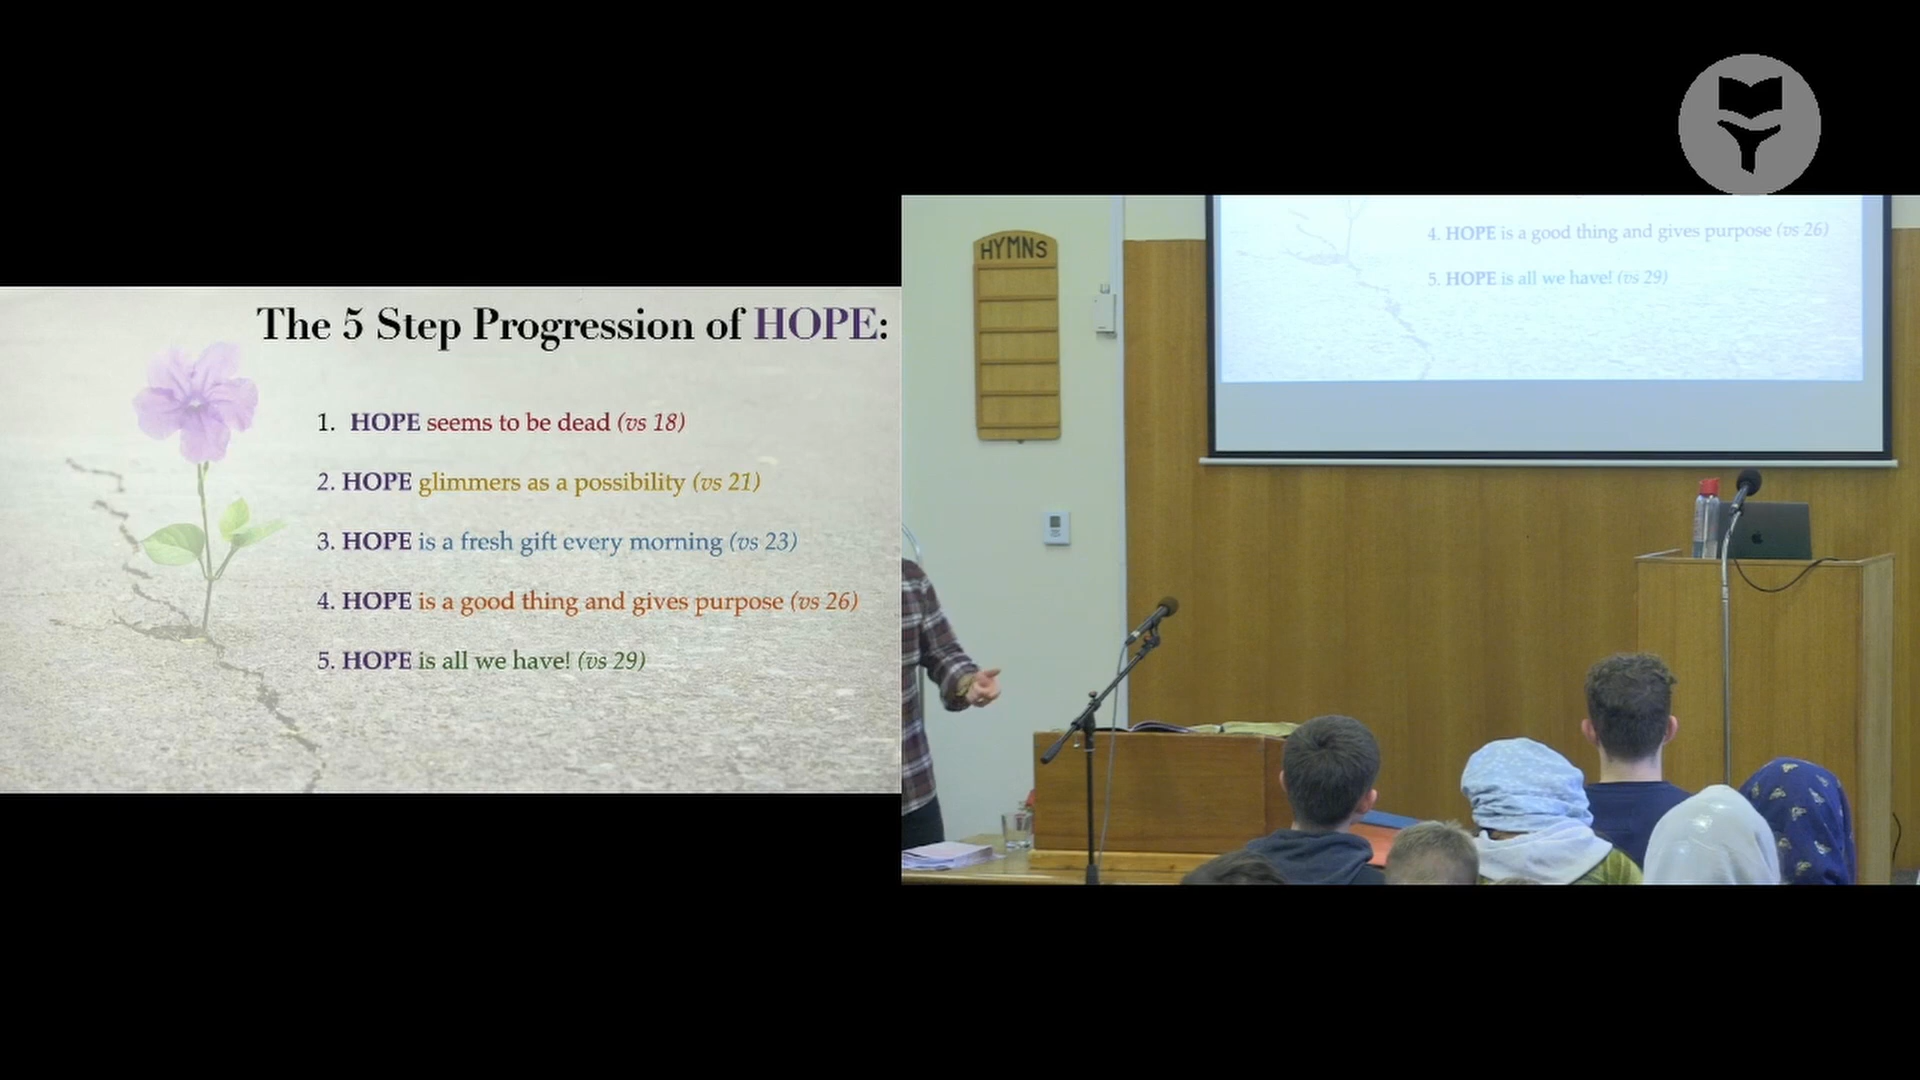 The 5 Step Progression of HOPE:
1. HOPE seems to be dead (vs 18)
2. HOPE glimmers as a possibility (vs 21)
3. HOPE is a fresh gift every morning (vs 23)
4. HOPE is a good thing and gives purpose (vs 26)
5. HOPE is all we have! (vs 29)
HYMNS
4. HOPE is a good thing and gives purpose (vs 26)
5. HOPE is all we have! (vs 29)